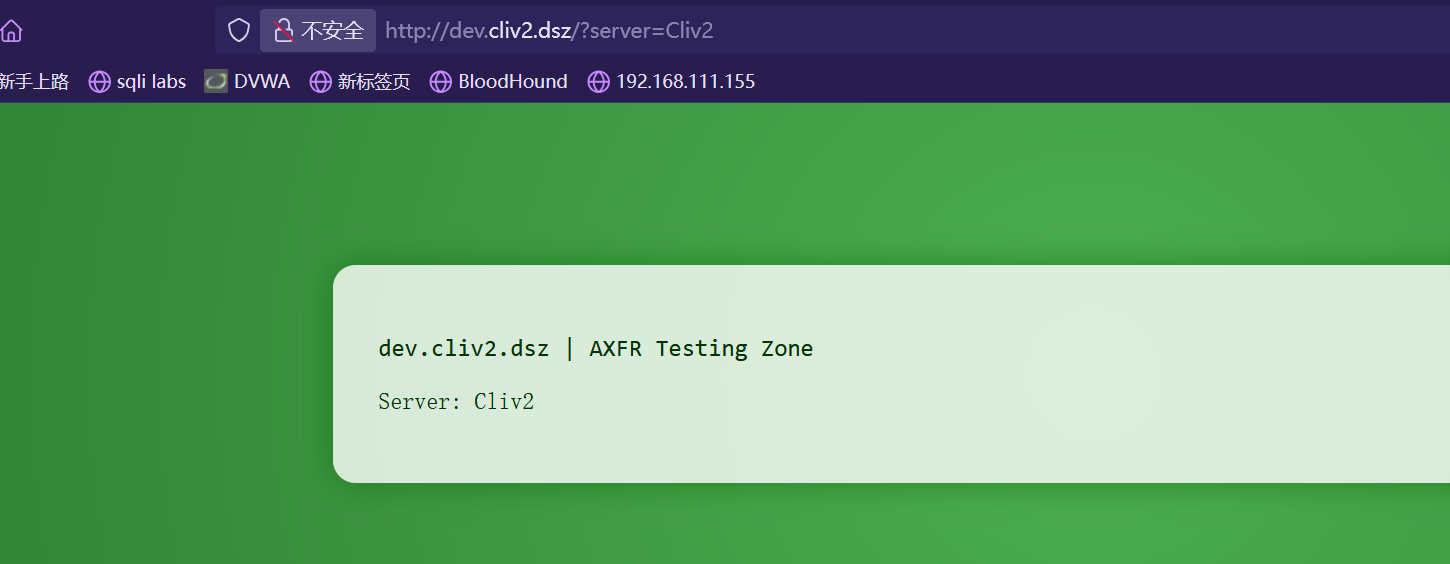 不安全 http://dev.cliv2.dsz/?server=Cliv2
新手上路 sqli labs DVWA 新标签页 BloodHound 192.168.111.155
dev.cliv2.dsz | AXFR Testing Zone
Server: Cliv2